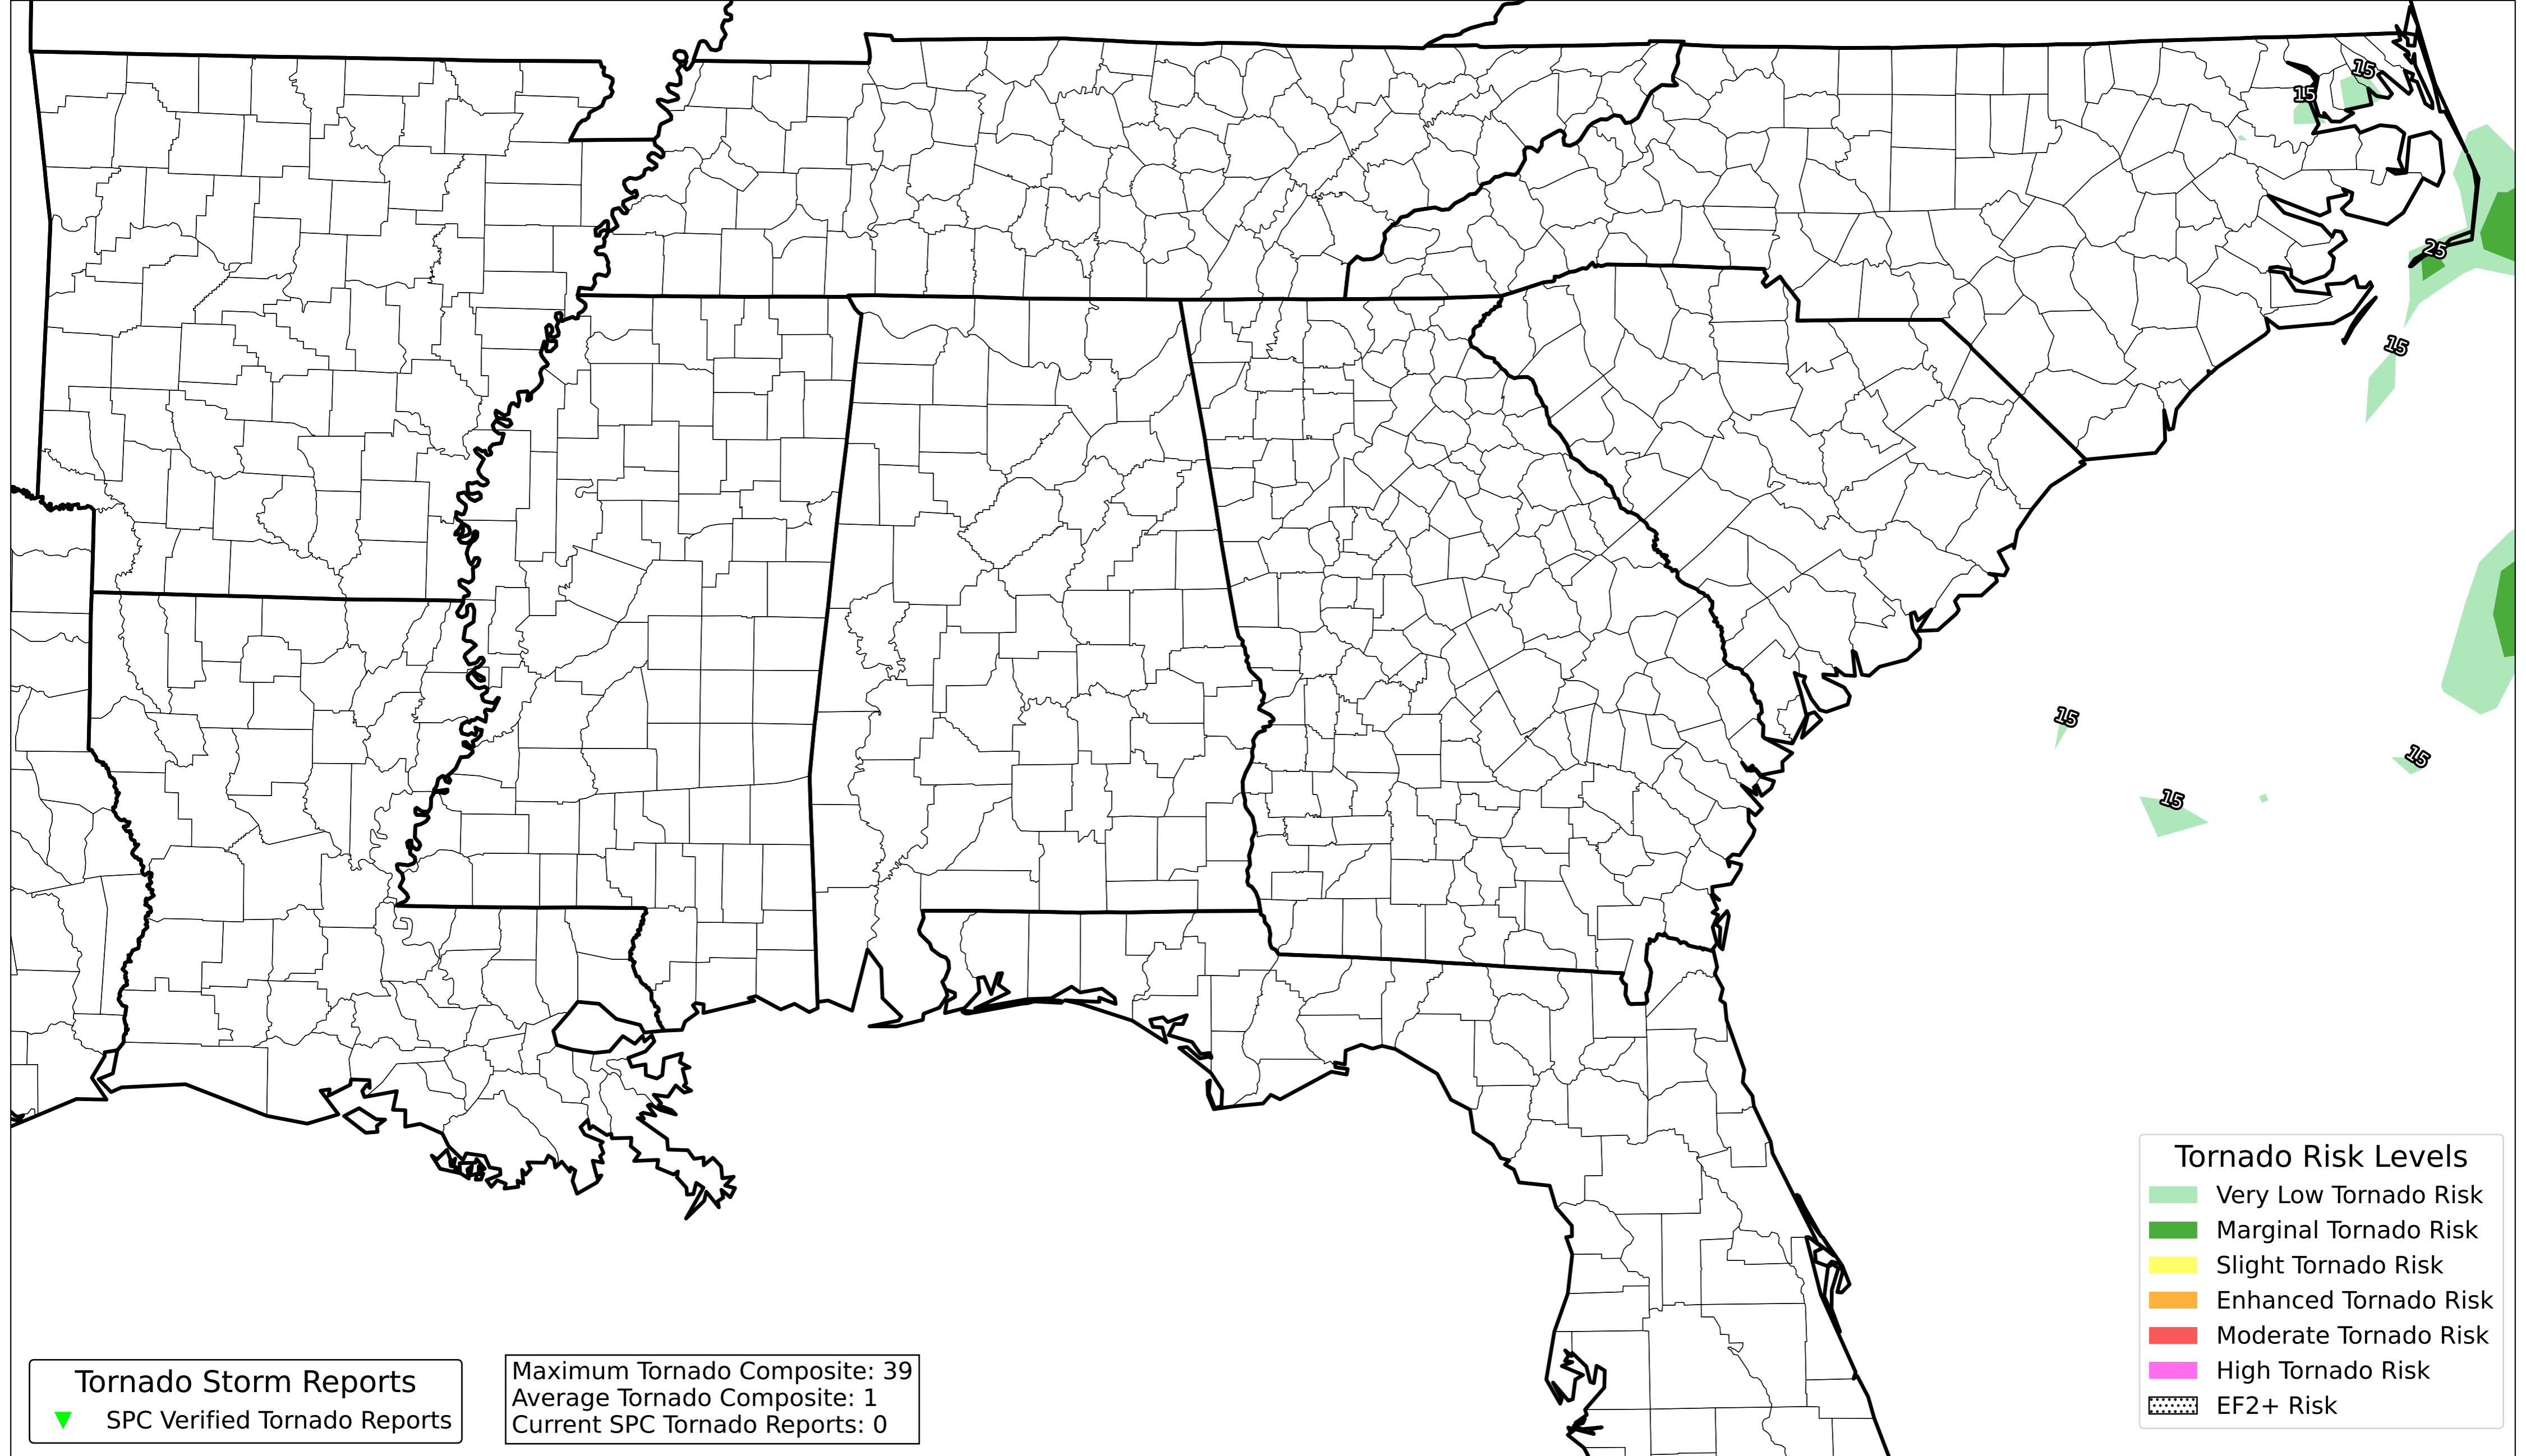 15
15
25
15
15
15
15
Tornado Risk Levels
Very Low Tornado Risk
Marginal Tornado Risk
Slight Tornado Risk
Enhanced Tornado Risk
Moderate Tornado Risk
High Tornado Risk
EF2+ Risk
Tornado Storm Reports
SPC Verified Tornado Reports
Maximum Tornado Composite: 39
Average Tornado Composite: 1
Current SPC Tornado Reports: 0